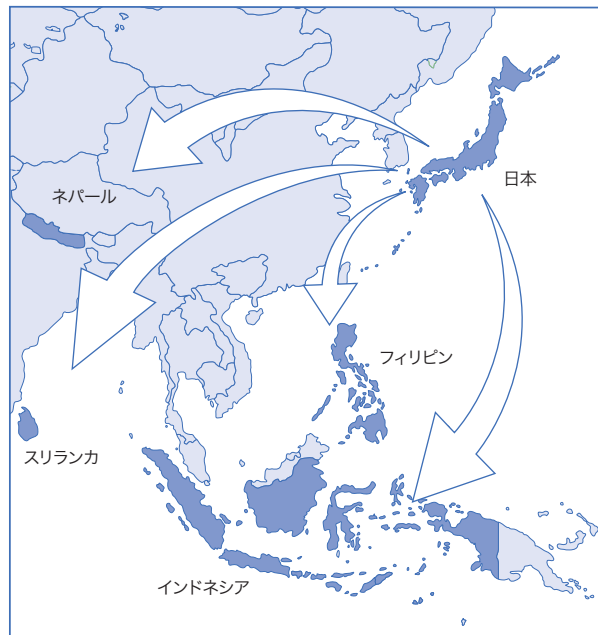 ネパール
日本
フィリピン
スリランカ
インドネシア